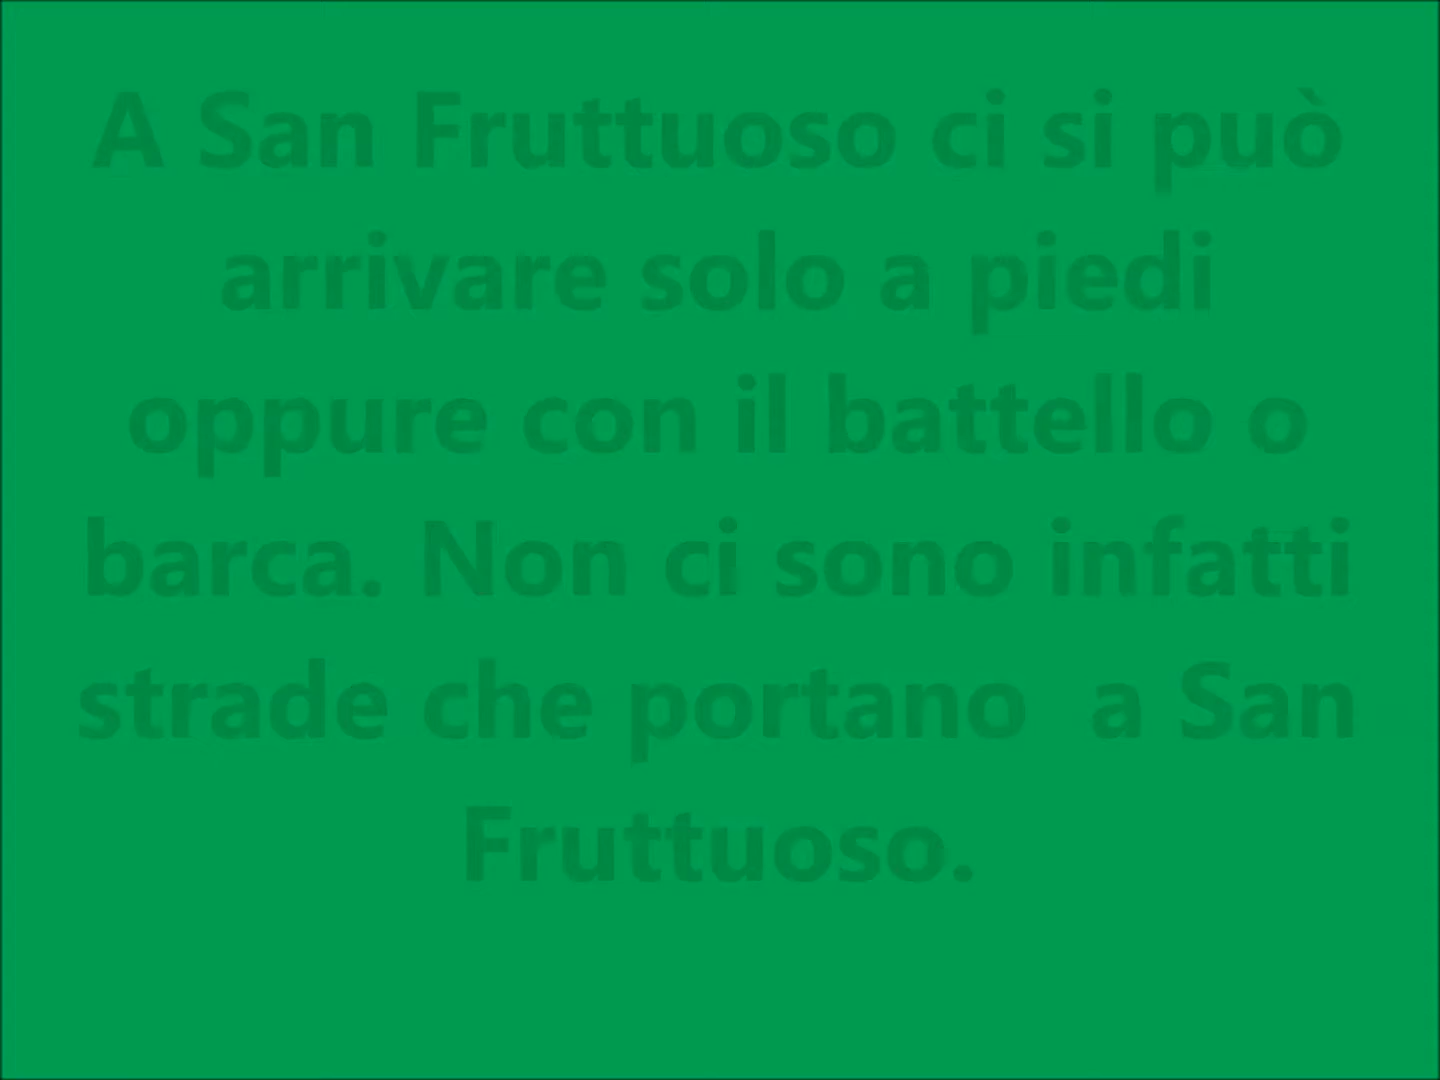 A San Fruttuoso ci si può
arrivare solo a piedi
oppure con il battello o
barca. Non ci sono infatti
strade che portano  a San
Fruttuoso.